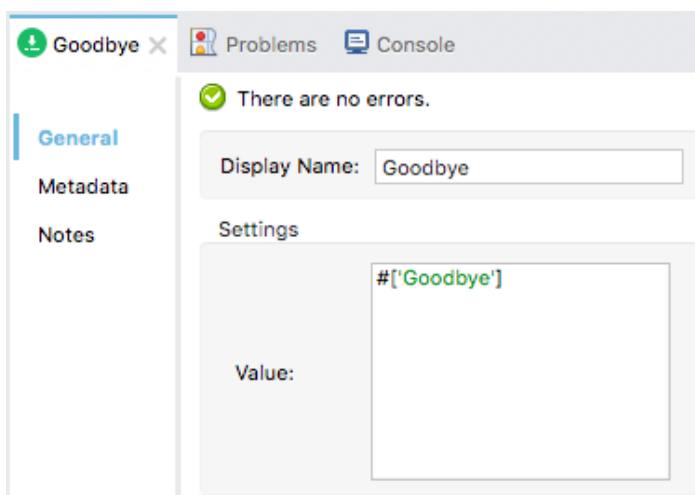 Goodbye Problems Console
There are no errors.
General
Display Name: Goodbye
Metadata
Notes
Settings
#['Goodbye']
Value: